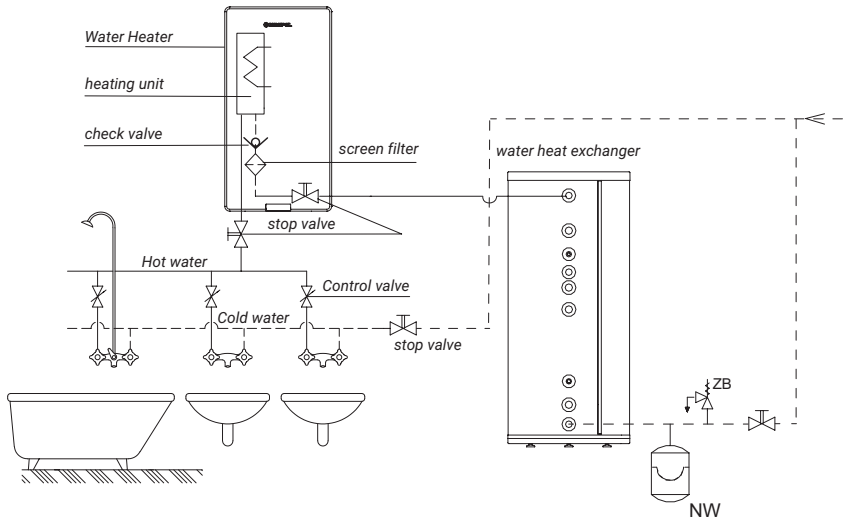 Water Heater
heating unit
check valve
screen filter
water heat exchanger
stop valve
Hot water
Control valve
Cold water
stop valve
ZB
NW